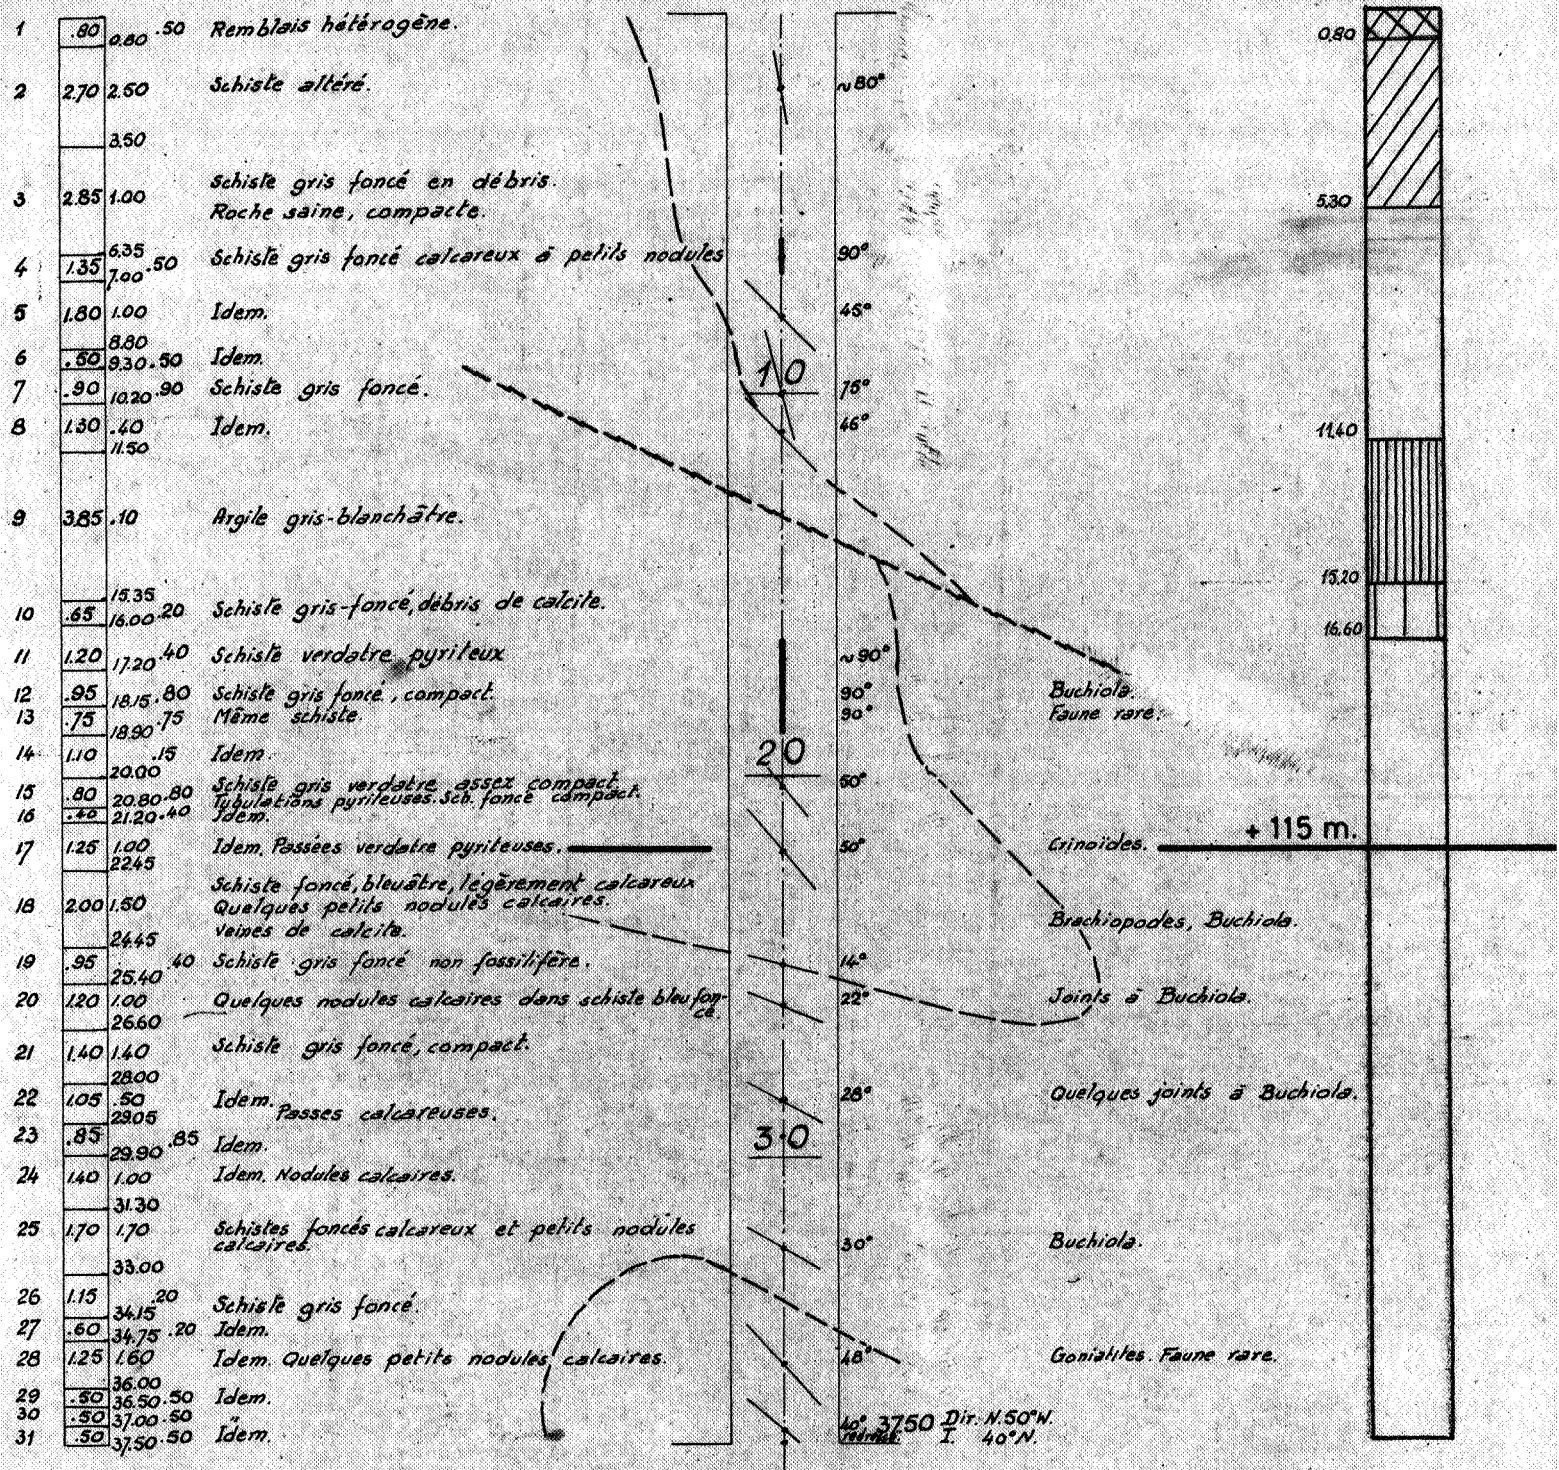 1 .80 0.80 .50 Remblais hétérogène. 0.80
2 2.70 2.50 Schiste altéré. ~80°
3.50
Schiste gris foncé en débris.
3 2.85 1.00 5.30
Roche saine, compacte.
6.35
4 1.35 7.00 .50 Schiste gris foncé calcareux à petits nodules 90°
5 1.80 1.00 Idem. 45°
8.80
6 .50 9.30 .50 Idem.
10
7 .90 10.20 .90 Schiste gris foncé. 75°
8 1.30 .40 Idem. 46° 11.40
11.50
9 3.85 .10 Argile gris-blanchâtre.
15.35 15.20
10 .65 16.00 .20 Schiste gris-foncé, débris de calcite.
16.60
11 1.20 17.20 .40 Schiste verdatre pyriteux ~90°
12 .95 18.15 .80 Schiste gris foncé, compact. 90° Buchiola.
13 .75 18.90 .75 Même schiste. 90° Faune rare.
14 1.10 .15 Idem. 20
20.00
15 .80 20.80 .80 Schiste gris verdatre assez compact.
Tubulations pyriteuses. Sch. foncé compact.
16 .40 21.20 .40 Idem.
+ 115 m.
17 1.25 1.00 Idem. Passées verdatre pyriteuses. 50° Crinoïdes.
22.45
Schiste foncé, bleuâtre, légèrement calcareux
18 2.00 1.50 Quelques petits nodules calcaires. Brachiopodes, Buchiola.
veines de calcite.
24.45
19 .95 25.40 .40 Schiste gris foncé non fossilifère. 14°
20 1.20 1.00 Quelques nodules calcaires dans schiste bleu fon- 22° Joints à Buchiola.
cé.
26.60
21 1.40 1.40 Schiste gris foncé, compact.
28.00
22 1.05 .50 Idem. 28° Quelques joints à Buchiola.
29.05 Passes calcareuses.
23 .85 29.90 .85 Idem. 30
24 1.40 1.00 Idem. Nodules calcaires.
31.30
25 1.70 1.70 Schistes foncés calcareux et petits nodules 30° Buchiola.
calcaires.
33.00
26 1.15 34.15 .20 Schiste gris foncé.
27 .60 34.75 .20 Idem.
28 1.25 1.60 Idem. Quelques petits nodules calcaires. 48° Goniatites. Faune rare.
36.00
29 .50 36.50 .50 Idem.
30 .50 37.00 .50 " 40° 37.50 Dir. N.50°W.
31 .50 37.50 .50 Idem. I. 40°N.